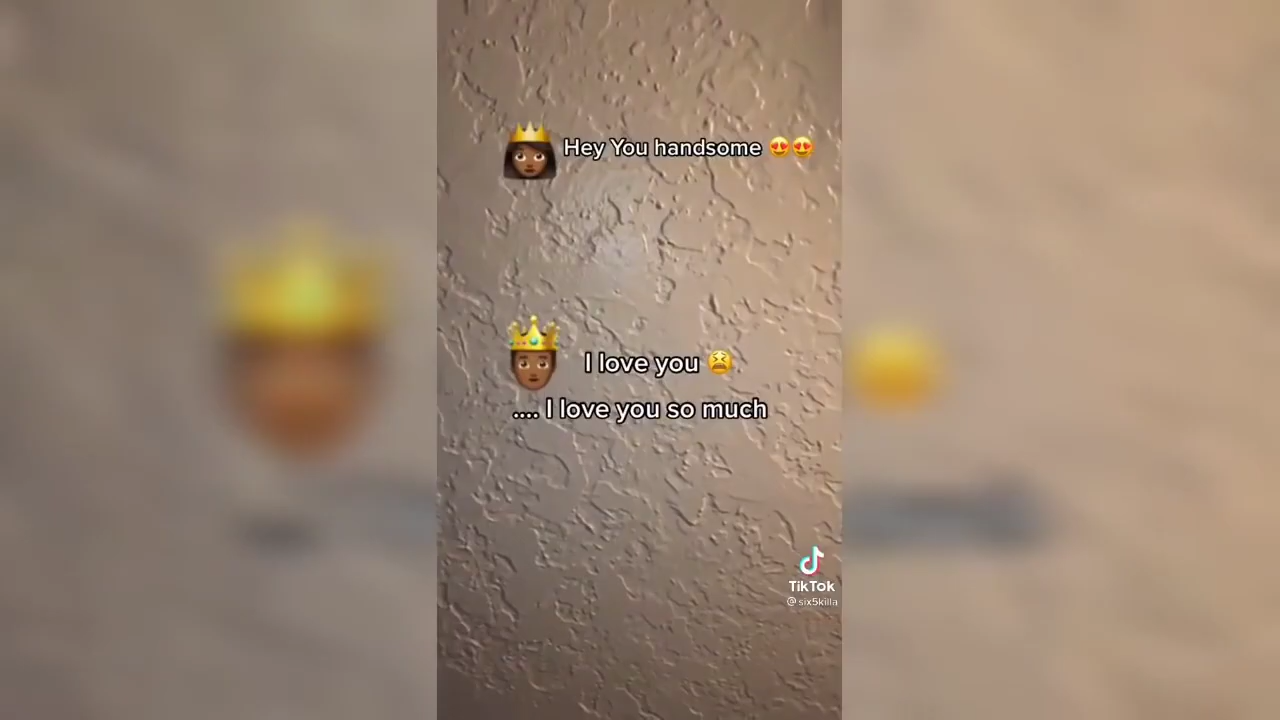 Hey You handsome 😍😍
I love you 😫
.... I love you so much
TikTok
@six5killa